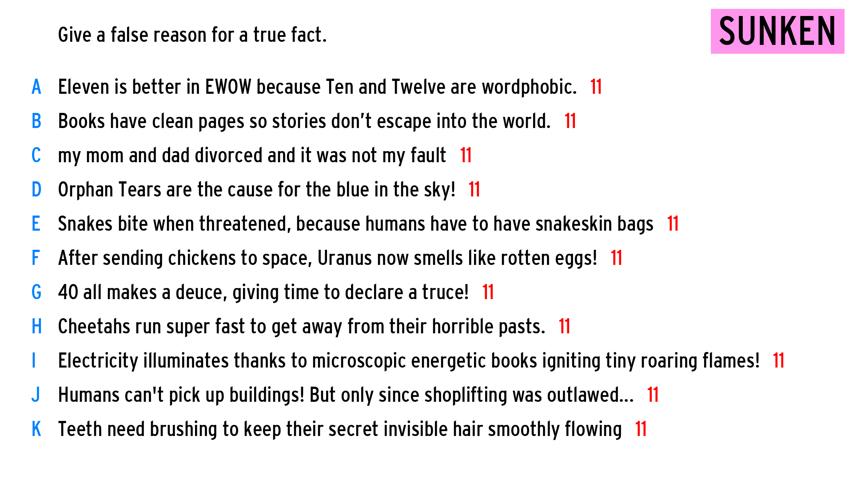 Give a false reason for a true fact.
SUNKEN
A Eleven is better in EWOW because Ten and Twelve are wordphobic. 11
B Books have clean pages so stories don't escape into the world. 11
C my mom and dad divorced and it was not my fault 11
D Orphan Tears are the cause for the blue in the sky! 11
E Snakes bite when threatened, because humans have to have snakeskin bags 11
F After sending chickens to space, Uranus now smells like rotten eggs! 11
G 40 all makes a deuce, giving time to declare a truce! 11
H Cheetahs run super fast to get away from their horrible pasts. 11
I Electricity illuminates thanks to microscopic energetic books igniting tiny roaring flames! 11
J Humans can't pick up buildings! But only since shoplifting was outlawed... 11
K Teeth need brushing to keep their secret invisible hair smoothly flowing 11